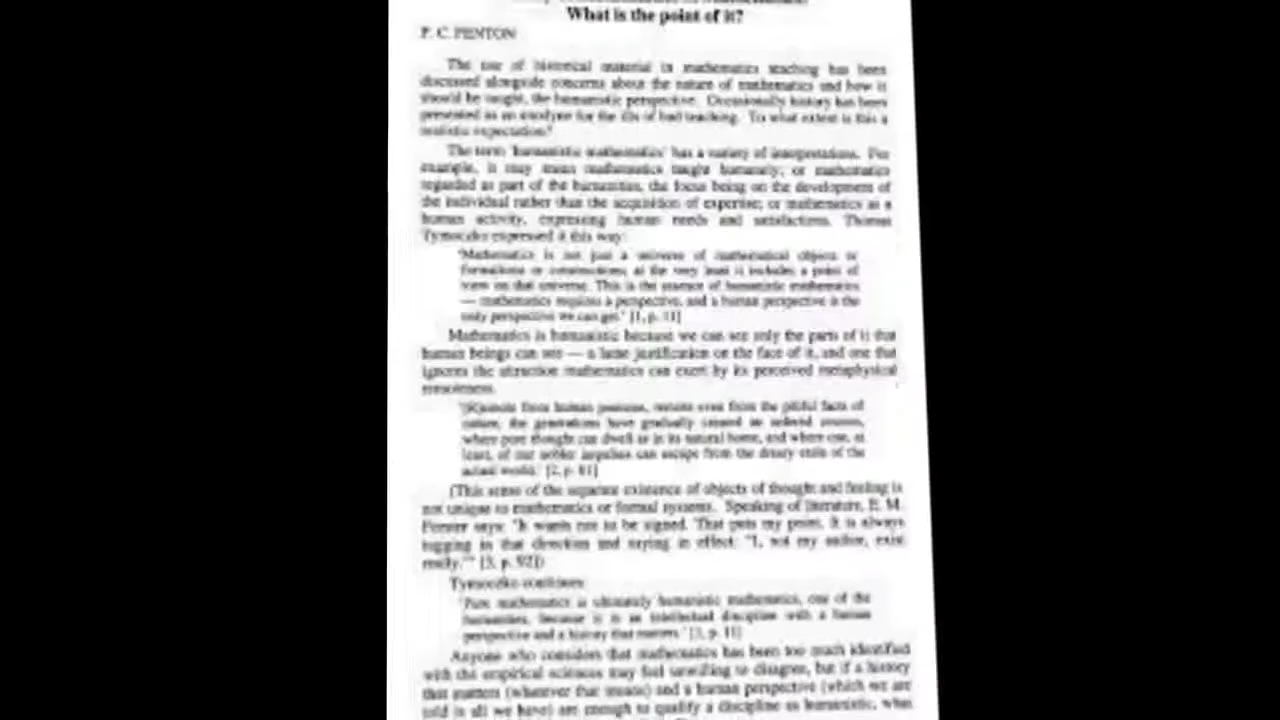 What is the point of it?
P. C. FENTON
The use of historical material in mathematics teaching has been
discussed alongside concerns about the nature of mathematics and how it
should be taught, the humanistic perspective. Occasionally history has been
presented as an anodyne for the ills of bad teaching. To what extent is this a
realistic expectation?
The term 'humanistic mathematics' has a variety of interpretations. For
example, it may mean mathematics taught humanely, or mathematics
regarded as part of the humanities, the focus being on the development of
the individual rather than the acquisition of expertise; or mathematics as a
human activity, expressing human needs and satisfactions. Thomas
Tymoczko expressed it this way:
'Mathematics is not just a universe of mathematical objects or
formalisms or constructions; at the very least it includes a point of
view on that universe. This is the essence of humanistic mathematics
— mathematics requires a perspective, and a human perspective is the
only perspective we can get.' [1, p. 11]
Mathematics is humanistic because we can see only the parts of it that
human beings can see — a lame justification on the face of it, and one that
ignores the attraction mathematics can exert by its perceived metaphysical
remoteness.
'[R]emote from human passions, remote even from the pitiful facts of
nature, the generations have gradually created an ordered cosmos,
where pure thought can dwell as in its natural home, and where one, at
least, of our nobler impulses can escape from the dreary exile of the
actual world.' [2, p. 61]
(This sense of the separate existence of objects of thought and feeling is
not unique to mathematics or formal systems. Speaking of literature, E. M.
Forster says: "It wants not to be signed. That puts my point. It is always
tugging in that direction and saying in effect: "I, not my author, exist
really."' [3, p. 92])
Tymoczko continues:
'Pure mathematics is ultimately humanistic mathematics, one of the
humanities, because it is an intellectual discipline with a human
perspective and a history that matters.' [1, p. 11]
Anyone who considers that mathematics has been too much identified
with the empirical sciences may feel unwilling to disagree, but if a history
that matters (whatever that means) and a human perspective (which we are
told is all we have) are enough to qualify a discipline as humanistic, what